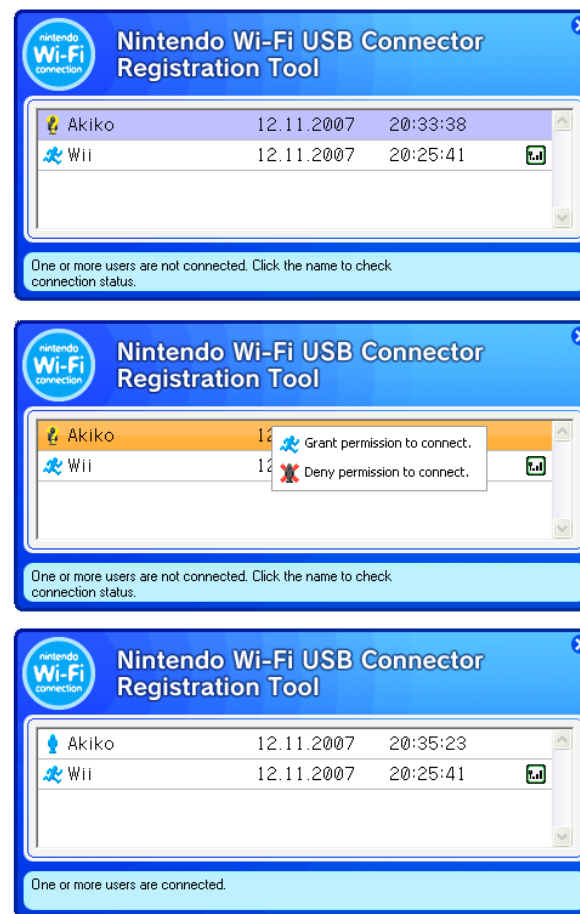 nintendo
Wi-Fi
connection
Nintendo Wi-Fi USB Connector
Registration Tool
Akiko 12.11.2007 20:33:38
Wii 12.11.2007 20:25:41
One or more users are not connected. Click the name to check
connection status.
nintendo
Wi-Fi
connection
Nintendo Wi-Fi USB Connector
Registration Tool
Akiko 12
Grant permission to connect.
Wii 12
Deny permission to connect.
One or more users are not connected. Click the name to check
connection status.
nintendo
Wi-Fi
connection
Nintendo Wi-Fi USB Connector
Registration Tool
Akiko 12.11.2007 20:35:23
Wii 12.11.2007 20:25:41
One or more users are connected.